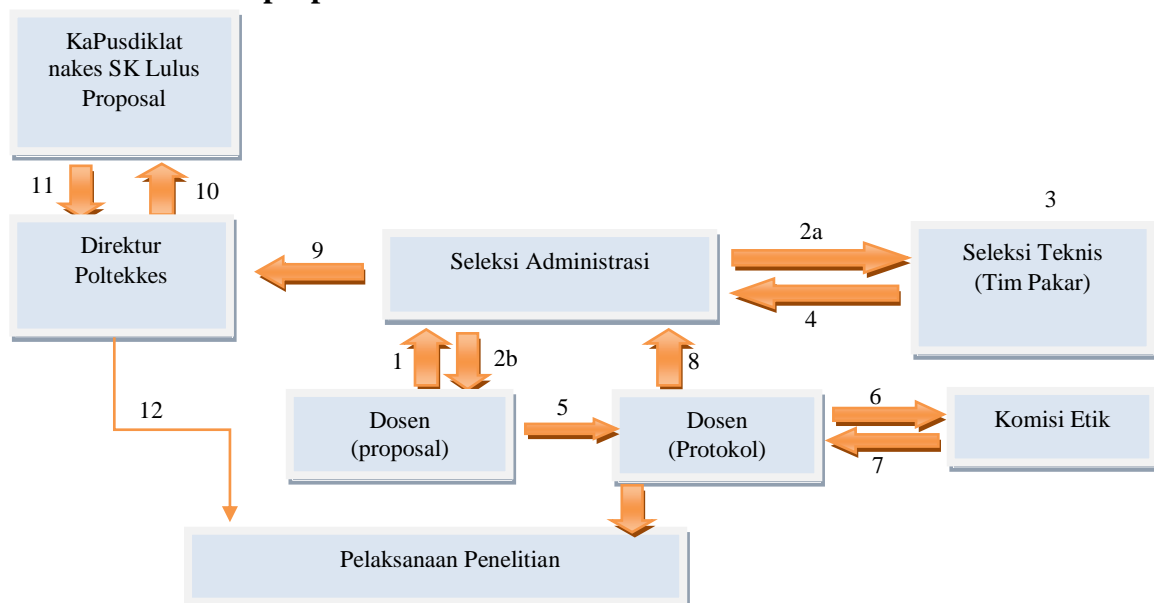 KaPusdiklat
nakes SK Lulus
Proposal
11
10
Direktur
Poltekkes
9
Seleksi Administrasi
2a
4
3
Seleksi Teknis
(Tim Pakar)
1
2b
8
12
Dosen
(proposal)
5
Dosen
(Protokol)
6
7
Komisi Etik
Pelaksanaan Penelitian